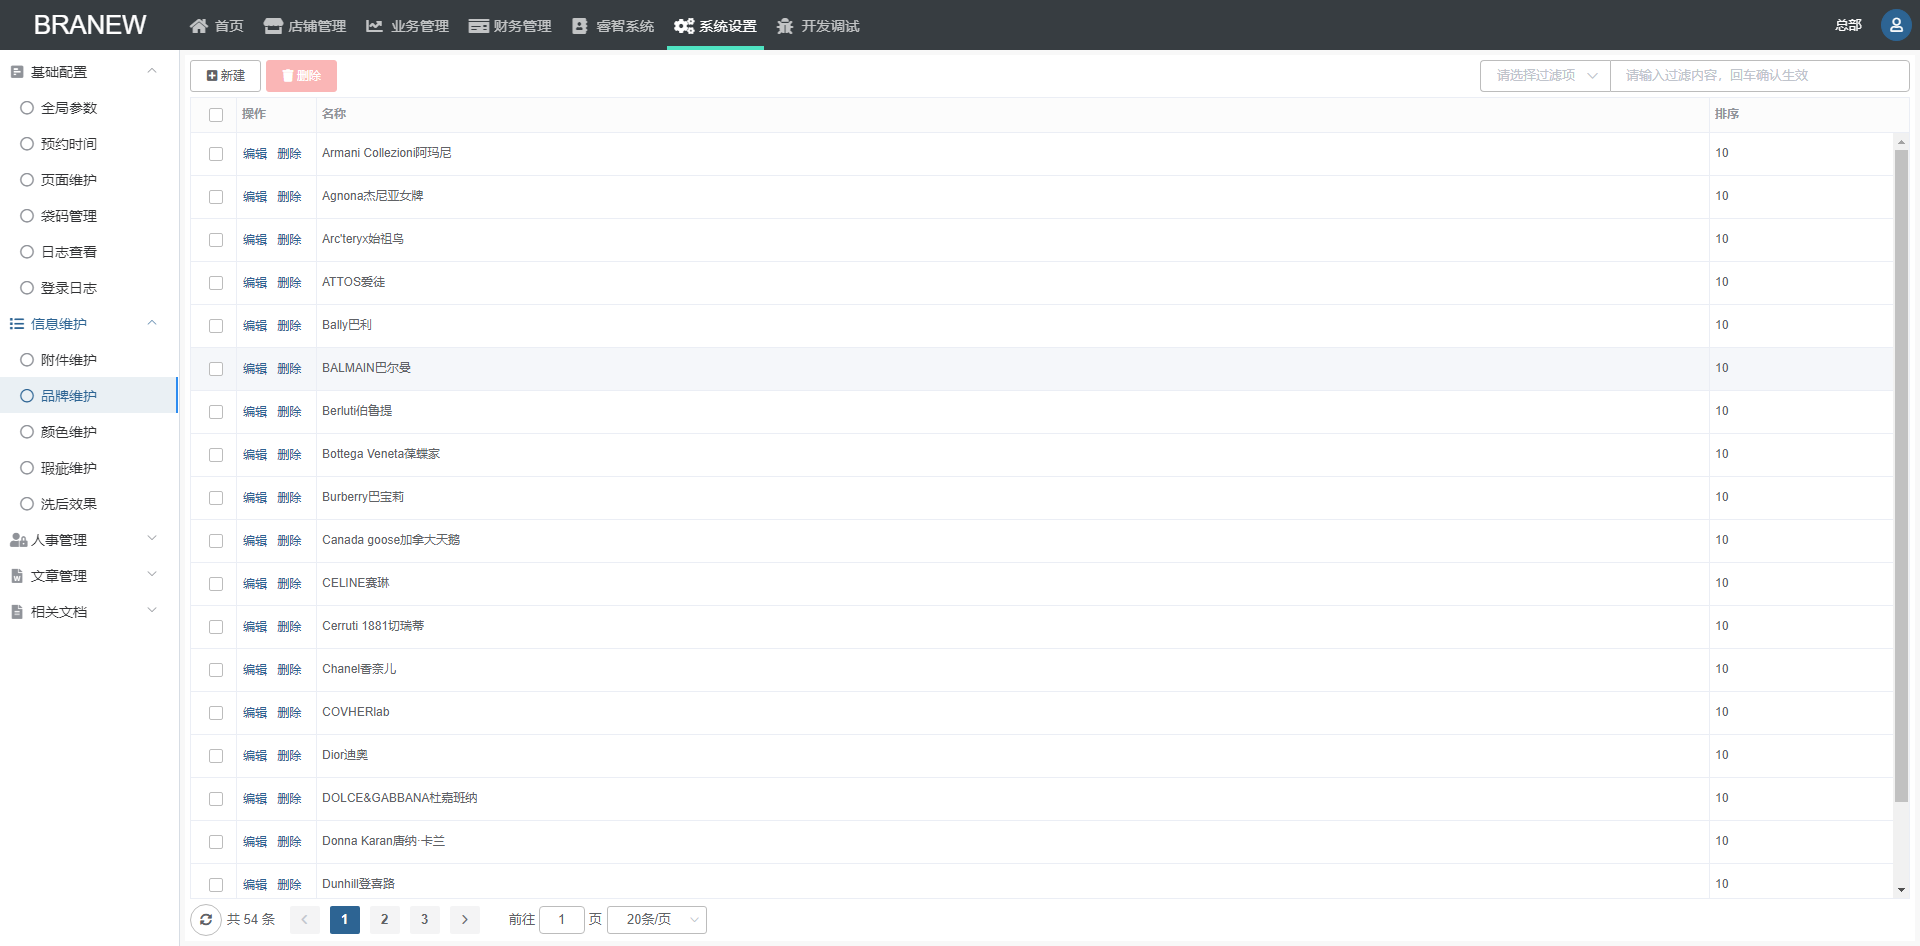 BRANEW 首页 店铺管理 业务管理 财务管理 睿智系统 系统设置 开发调试 总部
基础配置
全局参数
预约时间
页面维护
袋码管理
日志查看
登录日志
信息维护
附件维护
品牌维护
颜色维护
瑕疵维护
洗后效果
人事管理
文章管理
相关文档
新建 删除 请选择过滤项 请输入过滤内容，回车确认生效
操作 名称 排序
编辑 删除 Armani Collezioni阿玛尼 10
编辑 删除 Agnona杰尼亚女牌 10
编辑 删除 Arc'teryx始祖鸟 10
编辑 删除 ATTOS爱徒 10
编辑 删除 Bally巴利 10
编辑 删除 BALMAIN巴尔曼 10
编辑 删除 Berluti伯鲁提 10
编辑 删除 Bottega Veneta葆蝶家 10
编辑 删除 Burberry巴宝莉 10
编辑 删除 Canada goose加拿大天鹅 10
编辑 删除 CELINE赛琳 10
编辑 删除 Cerruti 1881切瑞蒂 10
编辑 删除 Chanel香奈儿 10
编辑 删除 COVHERlab 10
编辑 删除 Dior迪奥 10
编辑 删除 DOLCE&GABBANA杜嘉班纳 10
编辑 删除 Donna Karan唐纳·卡兰 10
编辑 删除 Dunhill登喜路 10
共 54 条 1 2 3 前往 1 页 20条/页